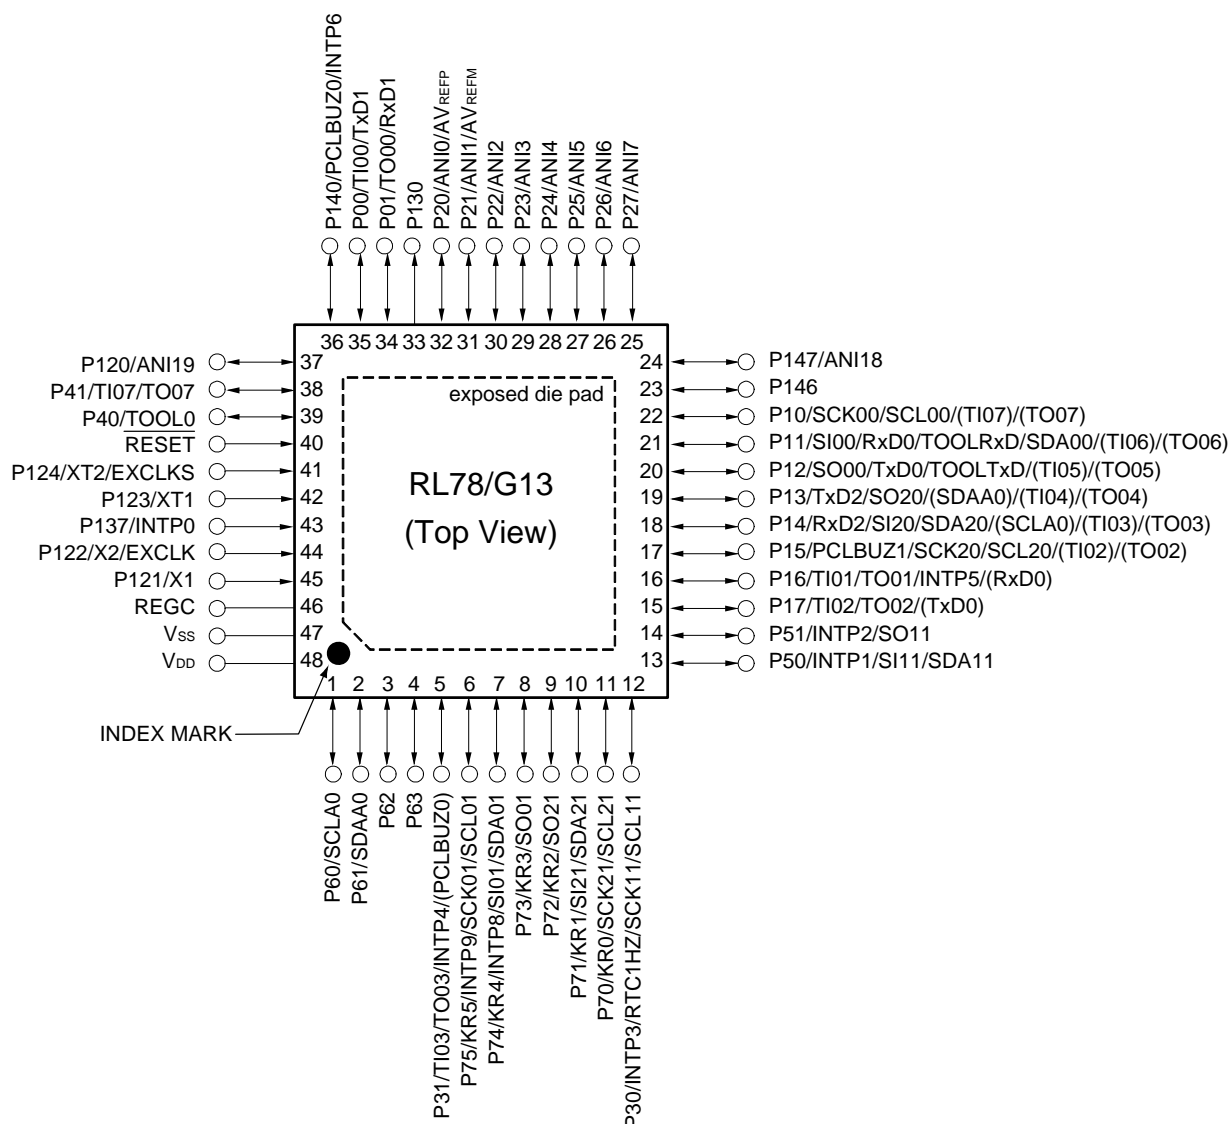 P140/PCLBUZ0/INTP6
P00/TI00/TxD1
P01/TO00/RxD1
P130
P20/ANI0/AVREFP
P21/ANI1/AVREFM
P22/ANI2
P23/ANI3
P24/ANI4
P25/ANI5
P26/ANI6
P27/ANI7
36 35 34 33 32 31 30 29 28 27 26 25
P120/ANI19 37
P41/TI07/TO07 38
P40/TOOL0 39
RESET 40
P124/XT2/EXCLKS 41
P123/XT1 42
P137/INTP0 43
P122/X2/EXCLK 44
P121/X1 45
REGC 46
VSS 47
VDD 48
exposed die pad
RL78/G13
(Top View)
24 P147/ANI18
23 P146
22 P10/SCK00/SCL00/(TI07)/(TO07)
21 P11/SI00/RxD0/TOOLRxD/SDA00/(TI06)/(TO06)
20 P12/SO00/TxD0/TOOLTxD/(TI05)/(TO05)
19 P13/TxD2/SO20/(SDAA0)/(TI04)/(TO04)
18 P14/RxD2/SI20/SDA20/(SCLA0)/(TI03)/(TO03)
17 P15/PCLBUZ1/SCK20/SCL20/(TI02)/(TO02)
16 P16/TI01/TO01/INTP5/(RxD0)
15 P17/TI02/TO02/(TxD0)
14 P51/INTP2/SO11
13 P50/INTP1/SI11/SDA11
1 2 3 4 5 6 7 8 9 10 11 12
INDEX MARK
P60/SCLA0
P61/SDAA0
P62
P63
P31/TI03/TO03/INTP4/(PCLBUZ0)
P75/KR5/INTP9/SCK01/SCL01
P74/KR4/INTP8/SI01/SDA01
P73/KR3/SO01
P72/KR2/SO21
P71/KR1/SI21/SDA21
P70/KR0/SCK21/SCL21
P30/INTP3/RTC1HZ/SCK11/SCL11